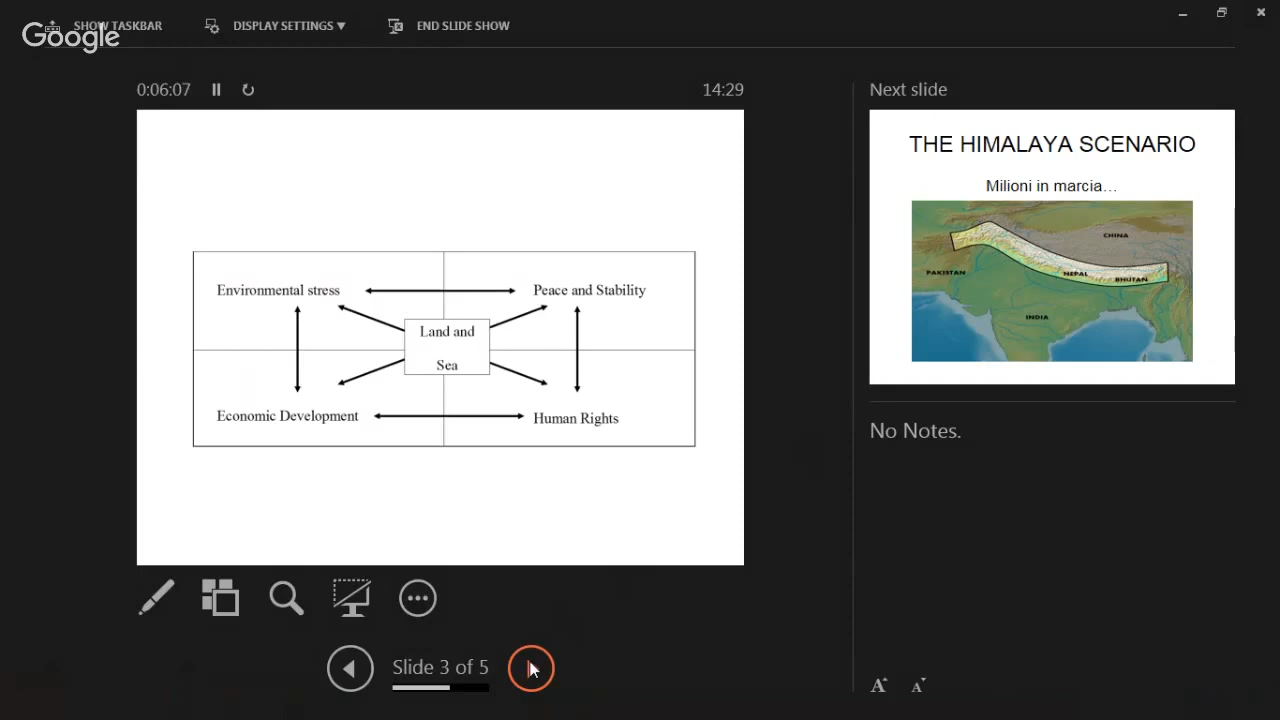 SHOW TASKBAR
DISPLAY SETTINGS ▼
END SLIDE SHOW
Google
0:06:07
14:29
Next slide
Environmental stress
Peace and Stability
Land and
Sea
Economic Development
Human Rights
THE HIMALAYA SCENARIO
Milioni in marcia…
CHINA
PAKISTAN
NEPAL
BHUTAN
INDIA
No Notes.
Slide 3 of 5
A A